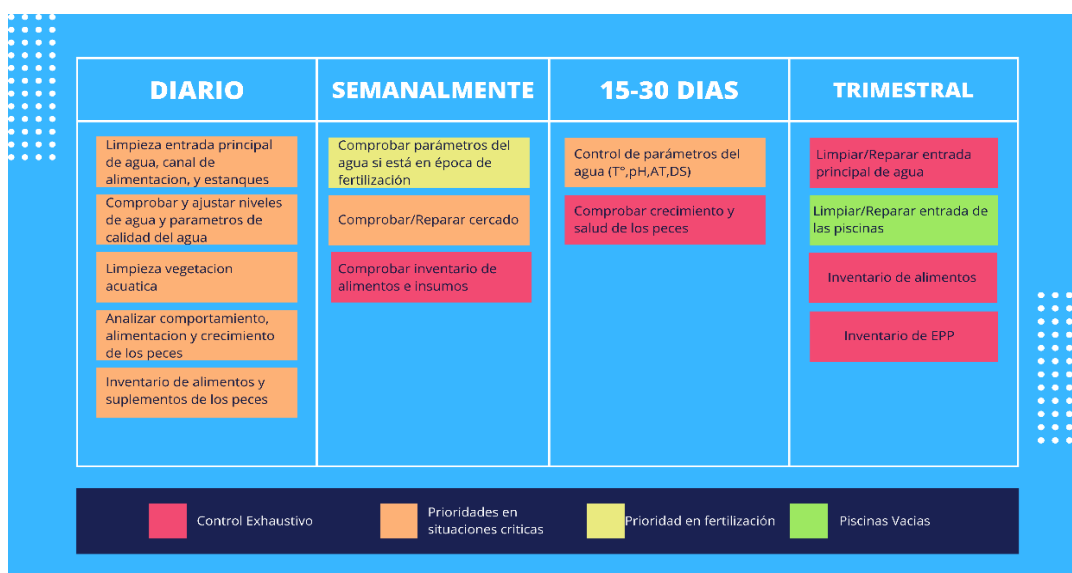 DIARIO
SEMANALMENTE
15-30 DIAS
TRIMESTRAL
Limpieza entrada principal
de agua, canal de
alimentacion, y estanques
Comprobar y ajustar niveles
de agua y parametros de
calidad del agua
Limpieza vegetacion
acuatica
Analizar comportamiento,
alimentacion y crecimiento
de los peces
Inventario de alimentos y
suplementos de los peces
Comprobar parámetros del
agua si está en época de
fertilización
Comprobar/Reparar cercado
Comprobar inventario de
alimentos e insumos
Control de parámetros del
agua (T°,pH,AT,DS)
Comprobar crecimiento y
salud de los peces
Limpiar/Reparar entrada
principal de agua
Limpiar/Reparar entrada de
las piscinas
Inventario de alimentos
Inventario de EPP
Control Exhaustivo
Prioridades en
situaciones criticas
Prioridad en fertilización
Piscinas Vacias